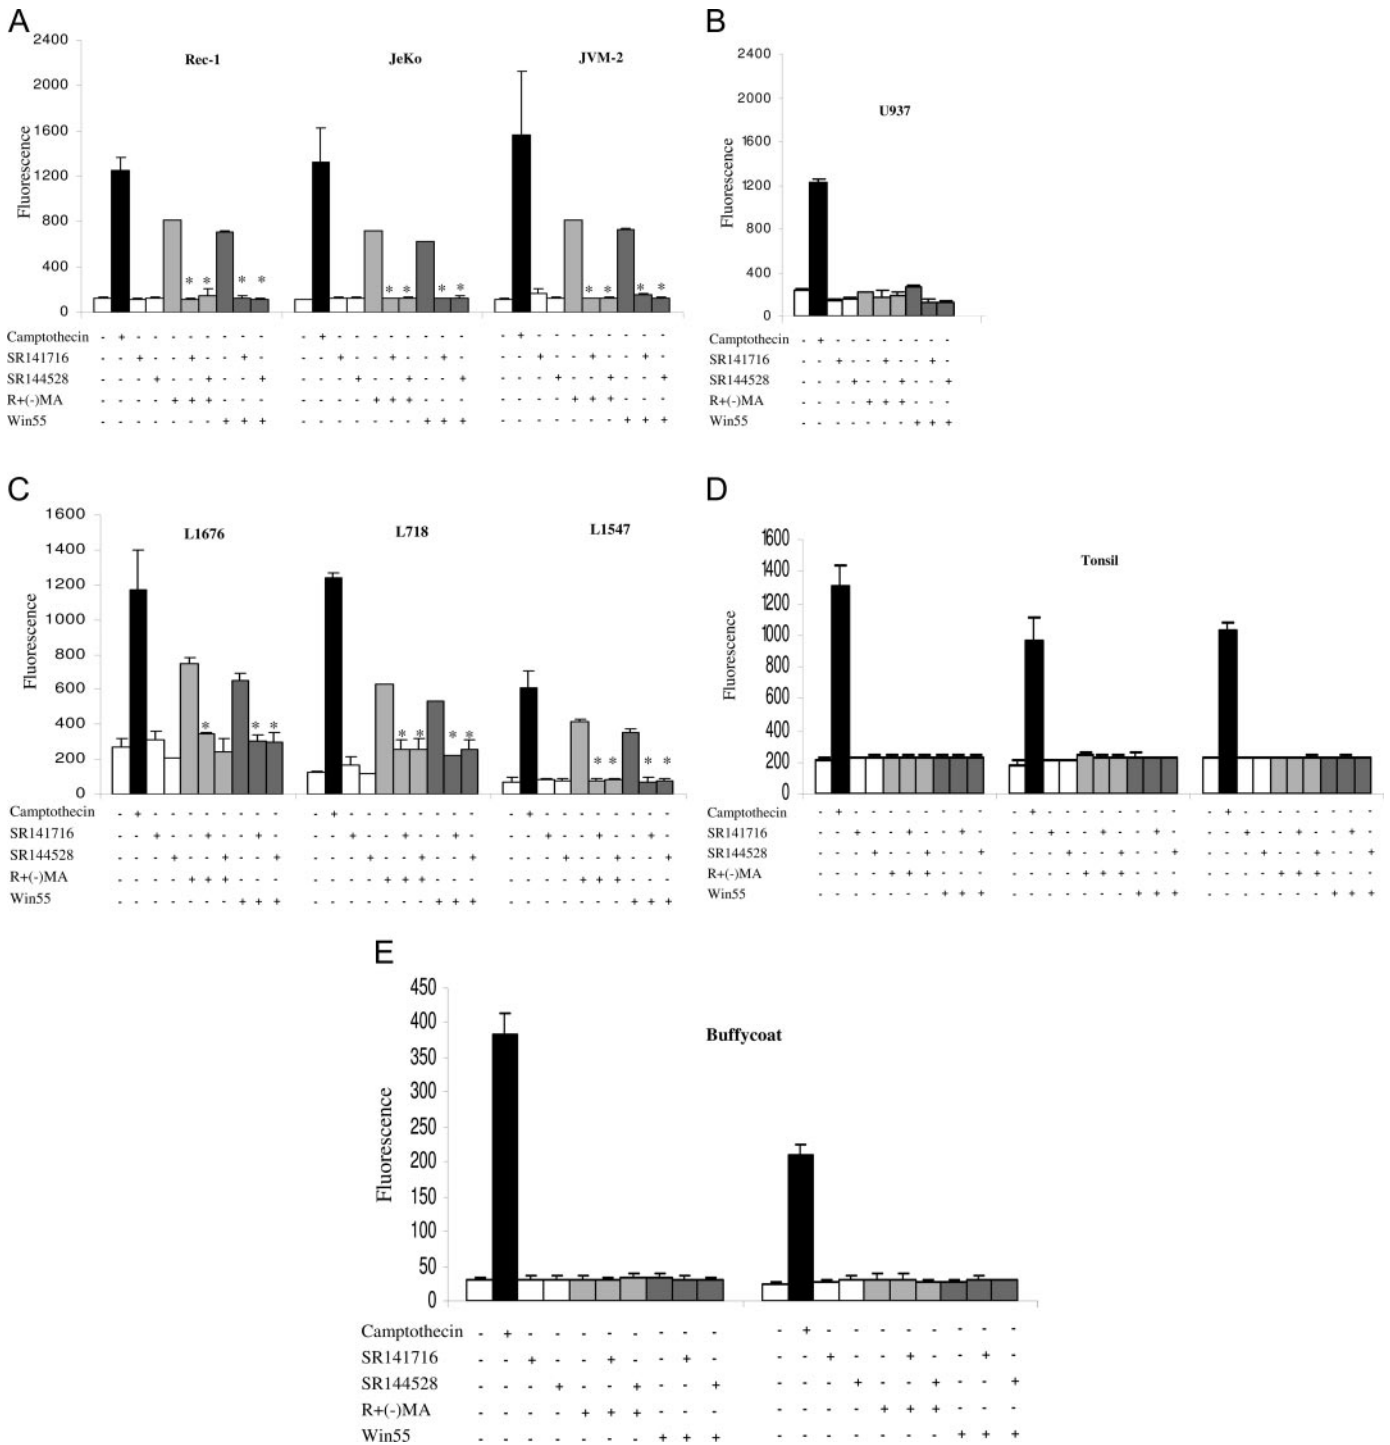 A
2400
2000
1600
1200
800
400
0
Fluorescence
Rec-1 JeKo JVM-2
* * * * * * * * * * * *
Camptothecin - + - - - - - - - - - + - - - - - - - - - + - - - - - - - -
SR141716 - - + - - + - - + - - - + - - + - - + - - - + - - + - - + -
SR144528 - - - + - - + - - + - - - + - - + - - + - - - + - - + - - +
R+(-)MA - - - - + + + - - - - - - - + + + - - - - - - - + + + - - -
Win55 - - - - - - - + + + - - - - - - - + + + - - - - - - - + + +
B
2400
2000
1600
1200
800
400
0
Fluorescence
U937
Camptothecin - + - - - - - - - -
SR141716 - - + - - + - - + -
SR144528 - - - + - - + - - +
R+(-)MA - - - - + + + - - -
Win55 - - - - - - - + + +
C
1600
1400
1200
1000
800
600
400
200
0
Fluorescence
L1676 L718 L1547
* * * * * * * * * * *
Camptothecin - + - - - - - - - - - + - - - - - - - - - + - - - - - - - -
SR141716 - - + - - + - - + - - - + - - + - - + - - - + - - + - - + -
SR144528 - - - + - - + - - + - - - + - - + - - + - - - + - - + - - +
R+(-)MA - - - - + + + - - - - - - - + + + - - - - - - - + + + - - -
Win55 - - - - - - - + + + - - - - - - - + + + - - - - - - - + + +
D
1600
1400
1200
1000
800
600
400
200
0
Fluorescence
Tonsil
Camptothecin - + - - - - - - - - - + - - - - - - - - - + - - - - - - - -
SR141716 - - + - - + - - + - - - + - - + - - + - - - + - - + - - + -
SR144528 - - - + - - + - - + - - - + - - + - - + - - - + - - + - - +
R+(-)MA - - - - + + + - - - - - - - + + + - - - - - - - + + + - - -
Win55 - - - - - - - + + + - - - - - - - + + + - - - - - - - + + +
E
450
400
350
300
250
200
150
100
50
0
Fluorescence
Buffycoat
Camptothecin - + - - - - - - - - - + - - - - - - - -
SR141716 - - + - - + - - + - - - + - - + - - + -
SR144528 - - - + - - + - - + - - - + - - + - - +
R+(-)MA - - - - + + + - - - - - - - + + + - - -
Win55 - - - - - - - + + + - - - - - - - + + +